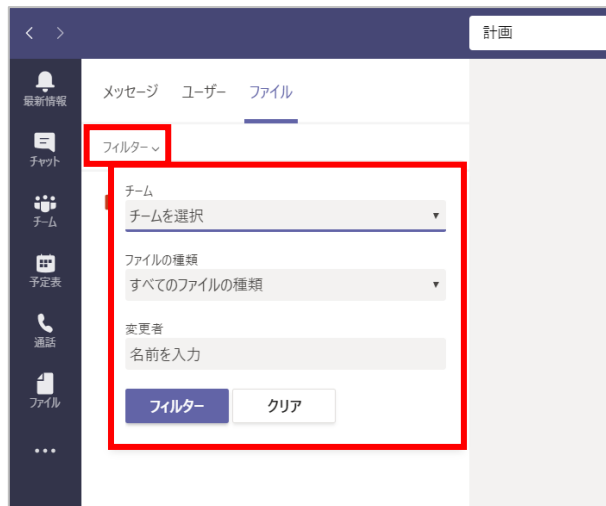 計画
最新情報
チャット
チーム
予定表
通話
ファイル
メッセージ ユーザー ファイル
フィルター
チーム
チームを選択
ファイルの種類
すべてのファイルの種類
変更者
名前を入力
フィルター クリア